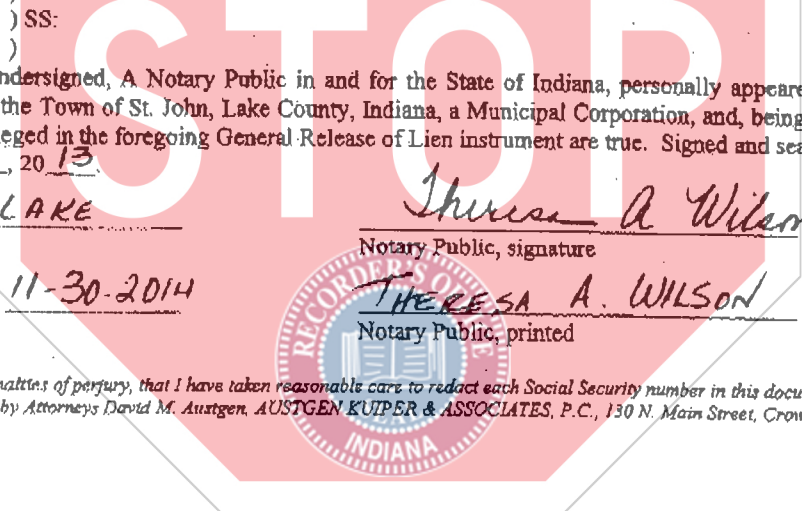 ) SS:
)
ndersigned, A Notary Public in and for the State of Indiana, personally appeare
the Town of St. John, Lake County, Indiana, a Municipal Corporation, and, being
eged in the foregoing General Release of Lien instrument are true. Signed and sea
, 20 13.
LAKE
Theresa A Wilson
Notary Public, signature
11-30-2014
THERESA A. WILSON
Notary Public, printed
nalties of perjury, that I have taken reasonable care to redact each Social Security number in this docu
by Attorneys David M. Austgen, AUSTGEN KUIPER & ASSOCIATES, P.C., 130 N. Main Street, Crow
STOP
RECORDER'S OFFICE
INDIANA